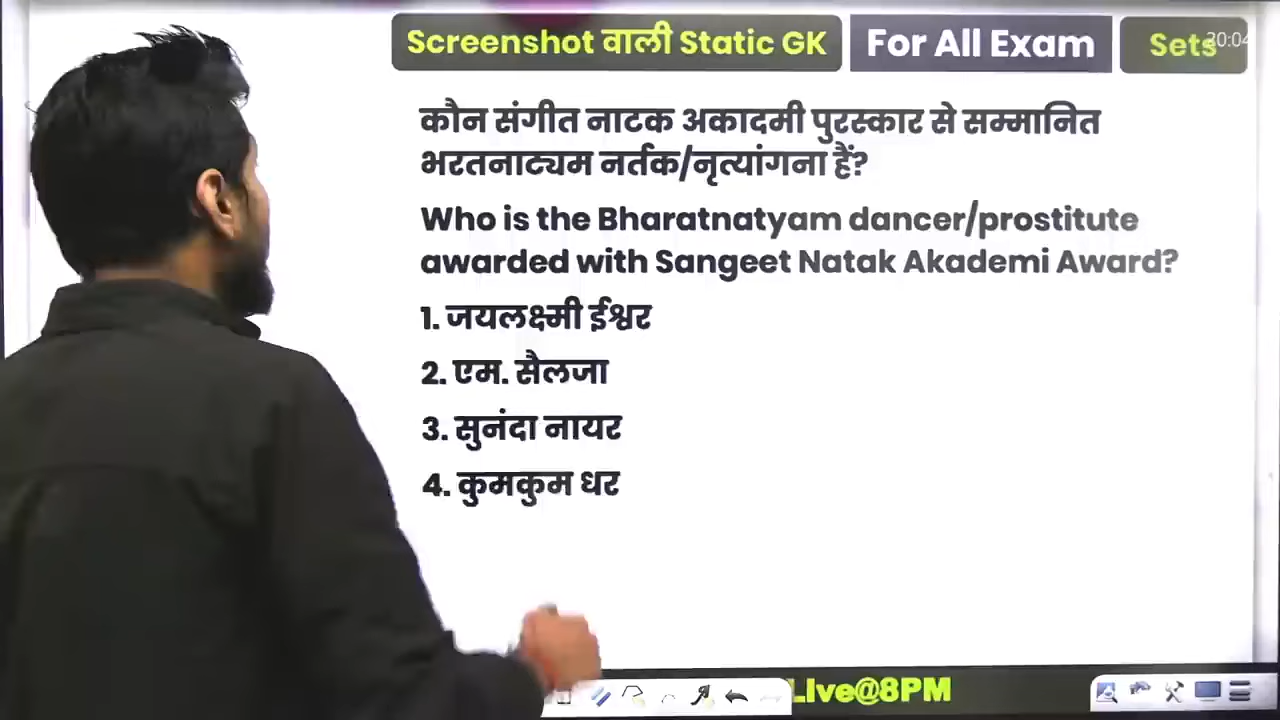 Screenshot वाली Static GK
For All Exam
Sets
20:04
कौन संगीत नाटक अकादमी पुरस्कार से सम्मानित
भरतनाट्यम नर्तक/नृत्यांगना हैं?
Who is the Bharatnatyam dancer/prostitute
awarded with Sangeet Natak Akademi Award?
1. जयलक्ष्मी ईश्वर
2. एम. सैलजा
3. सुनंदा नायर
4. कुमकुम धर
Live@8PM